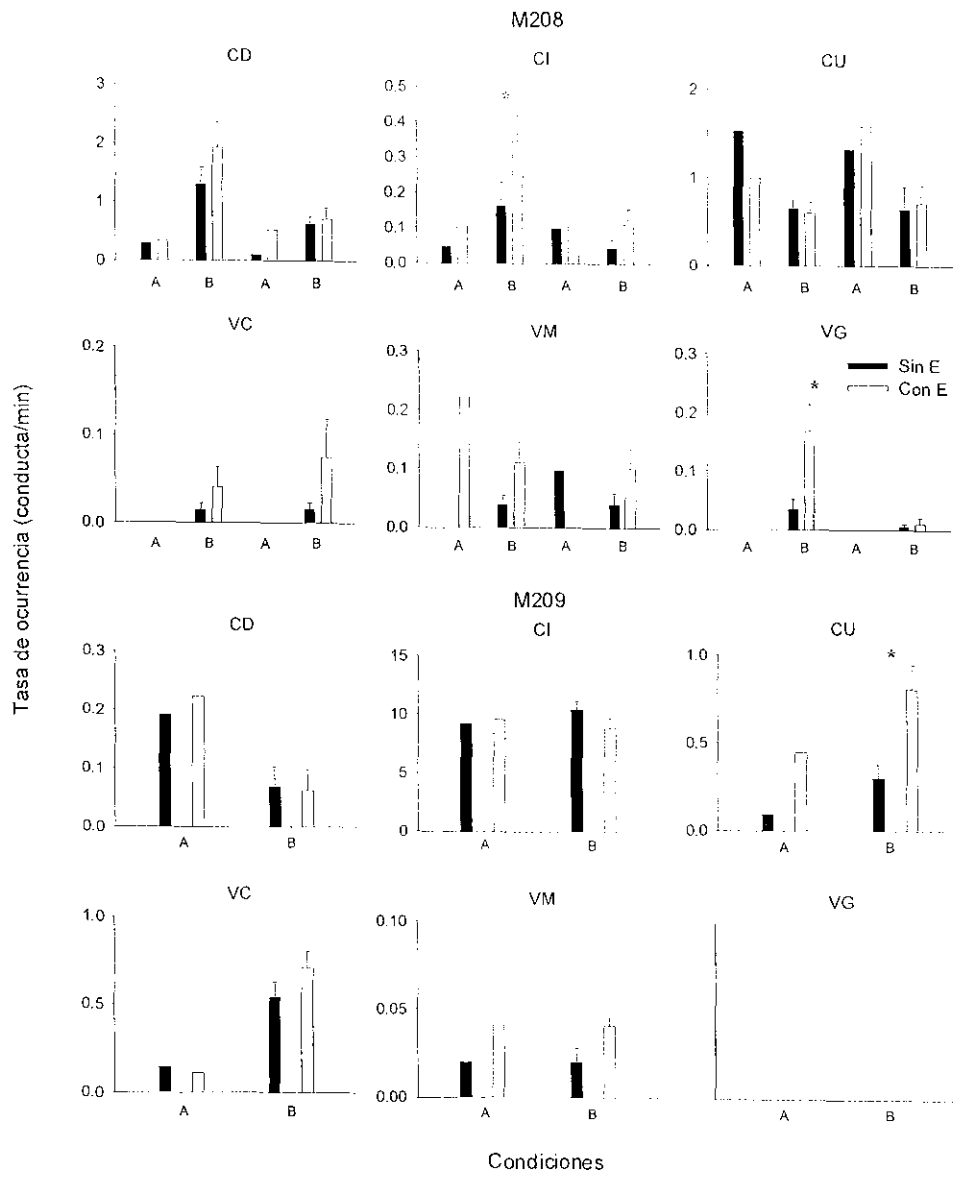 M208
CD CI CU
3 0.5 2
2 0.4
0.3 1
1 0.2
0.1
0 0.0 0
A B A B A B A B A B A B
*
VC VM VG
0.2 0.3 0.3
0.2 0.2
0.1 0.1 0.1
0.0 0.0 0.0
A B A B A B A B A B A B
Sin E
Con E
*
Tasa de ocurrencia (conducta/min)
M209
CD CI CU
0.3 15 1.0
0.2 10 0.5
0.1 5
0.0 0 0.0
A B A B A B
*
VC VM VG
1.0 0.10
0.5 0.05
0.0 0.00
A B A B A B
Condiciones